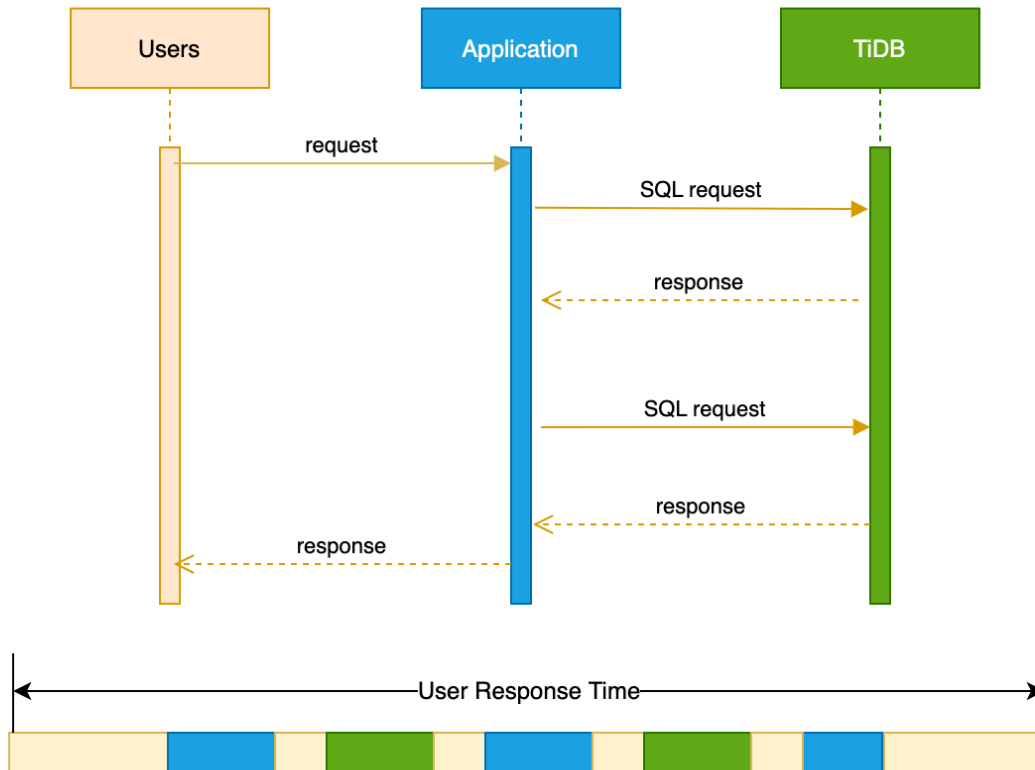 Users
Application
TiDB
request
SQL request
response
SQL request
response
response
User Response Time